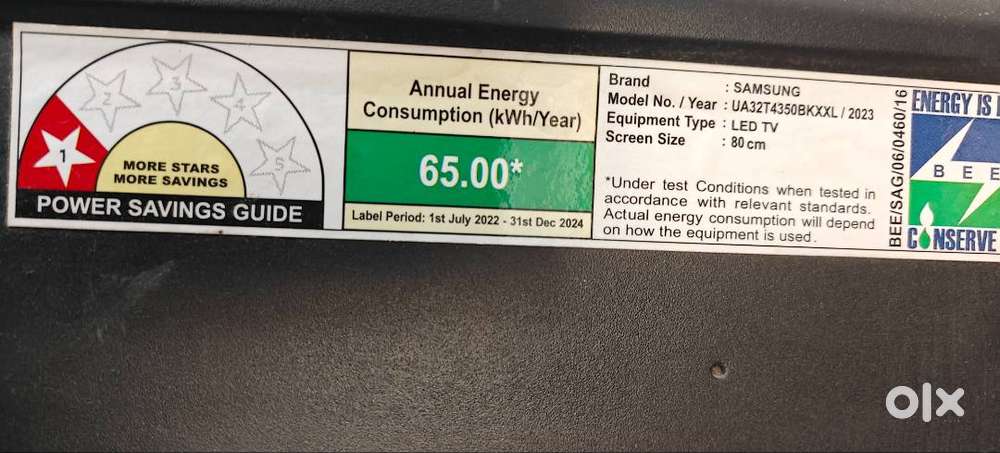 1
2
3
4
5
MORE STARS
MORE SAVINGS
POWER SAVINGS GUIDE
Annual Energy
Consumption (kWh/Year)
65.00*
Label Period: 1st July 2022 - 31st Dec 2024
Brand : SAMSUNG
Model No. / Year : UA32T4350BKXXL / 2023
Equipment Type : LED TV
Screen Size : 80 cm
*Under test Conditions when tested in
accordance with relevant standards.
Actual energy consumption will depend
on how the equipment is used.
BEE/SAG/06/0460/16
ENERGY IS
BEE
CONSERVE
olx